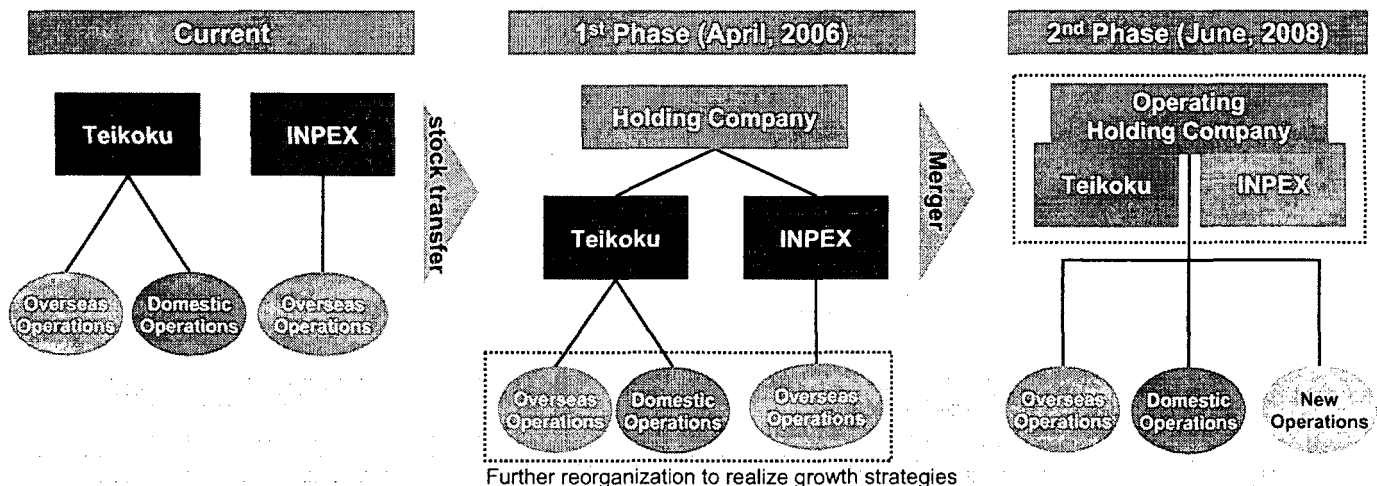 Current
Teikoku
INPEX
Overseas
Operations
Domestic
Operations
Overseas
Operations
stock transfer
1st Phase (April, 2006)
Holding Company
Teikoku
INPEX
Overseas
Operations
Domestic
Operations
Overseas
Operations
Further reorganization to realize growth strategies
Merger
2nd Phase (June, 2008)
Operating
Holding Company
Teikoku
INPEX
Overseas
Operations
Domestic
Operations
New
Operations